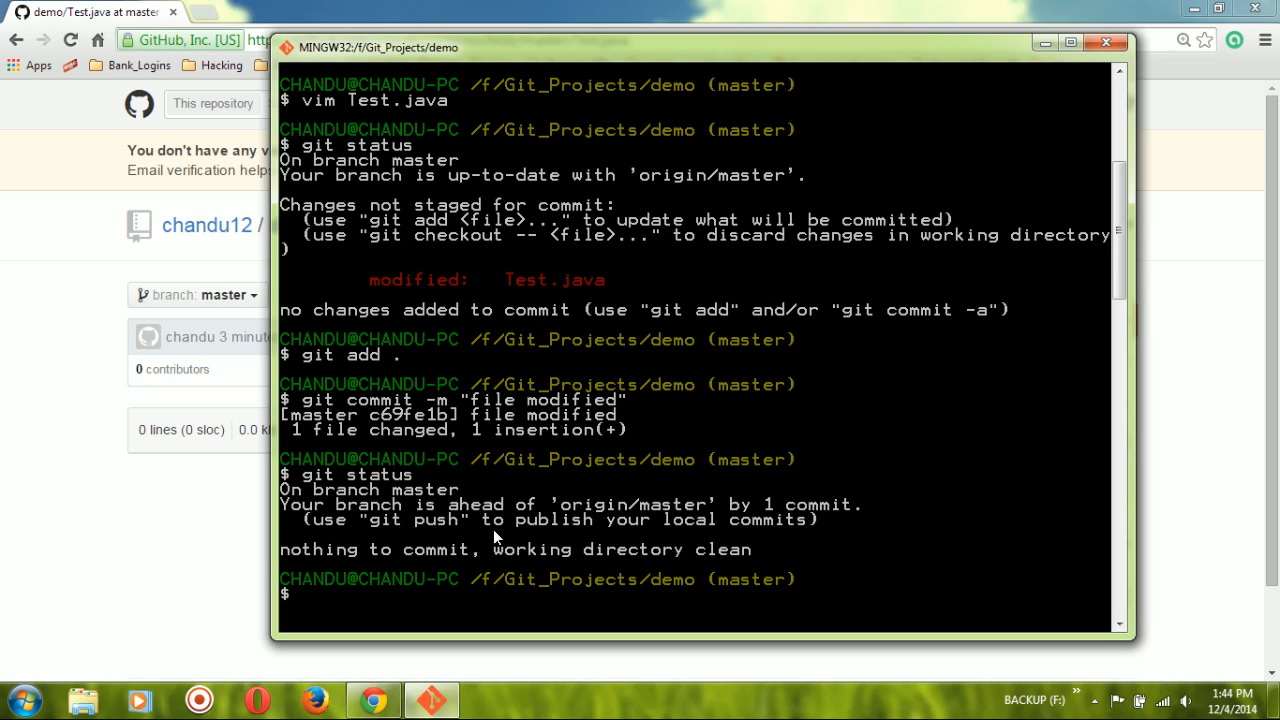 demo/Test.java at master
GitHub, Inc. [US]
Apps
Bank_Logins
Hacking
This repository
You don't have any v
Email verification help
chandu12 /
branch: master
chandu 3 minute
0 contributors
0 lines (0 sloc)
0.0 k
MINGW32:/f/Git_Projects/demo
CHANDU@CHANDU-PC /f/Git_Projects/demo (master)
$ vim Test.java
CHANDU@CHANDU-PC /f/Git_Projects/demo (master)
$ git status
On branch master
Your branch is up-to-date with 'origin/master'.
Changes not staged for commit:
(use "git add <file>..." to update what will be committed)
(use "git checkout -- <file>..." to discard changes in working directory
)
modified: Test.java
no changes added to commit (use "git add" and/or "git commit -a")
CHANDU@CHANDU-PC /f/Git_Projects/demo (master)
$ git add .
CHANDU@CHANDU-PC /f/Git_Projects/demo (master)
$ git commit -m "file modified"
[master c69fe1b] file modified
1 file changed, 1 insertion(+)
CHANDU@CHANDU-PC /f/Git_Projects/demo (master)
$ git status
On branch master
Your branch is ahead of 'origin/master' by 1 commit.
(use "git push" to publish your local commits)
nothing to commit, working directory clean
CHANDU@CHANDU-PC /f/Git_Projects/demo (master)
$
BACKUP (F:)
1:44 PM
12/4/2014